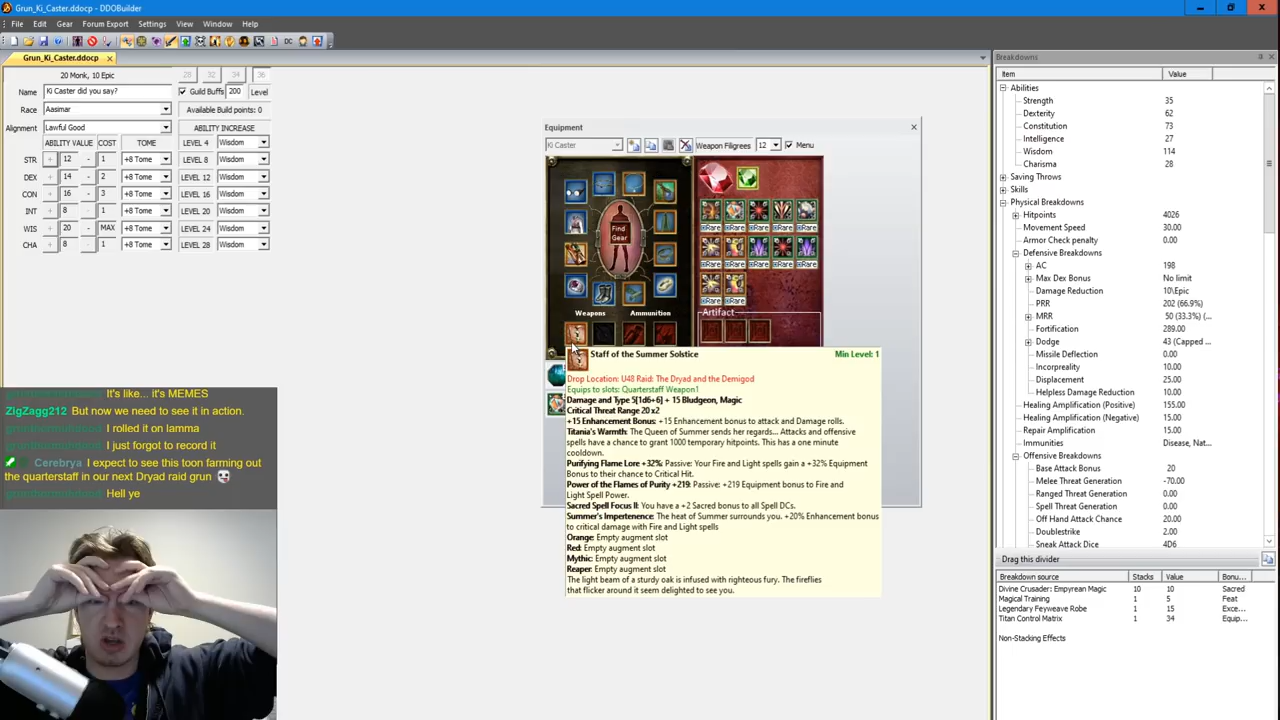 Grun_Ki_Caster.ddocp - DDOBuilder
File Edit Gear Forum Export Settings View Window Help
Grun_Ki_Caster.ddocp
20 Monk, 10 Epic 28 32 34 36
Name Ki Caster did you say? Guild Buffs 200 Level
Race Aasimar Available Build points: 0
Alignment Lawful Good ABILITY INCREASE
ABILITY VALUE COST TOME LEVEL 4 Wisdom
STR 12 1 +8 Tome LEVEL 8 Wisdom
DEX 14 2 +8 Tome LEVEL 12 Wisdom
CON 16 3 +8 Tome LEVEL 16 Wisdom
INT 8 1 +8 Tome LEVEL 20 Wisdom
WIS 20 MAX +8 Tome LEVEL 24 Wisdom
CHA 8 1 +8 Tome LEVEL 28 Wisdom
It's like... it's MEMES
ZigZagg212 But now we need to see it in action.
I rolled it on lamma
I just forgot to record it
Cerebrya I expect to see this toon farming out
the quarterstaff in our next Dryad raid grun
Hell ye
Equipment
Ki Caster Weapon Filigrees 12 Menu
Find
Gear
Rare Rare Rare Rare Rare
Rare Rare Rare Rare Rare
Rare Rare
Weapons Ammunition Artifact
Staff of the Summer Solstice Min Level: 1
Drop Location: U48 Raid: The Dryad and the Demigod
Equips to slots: Quarterstaff Weapon1
Damage and Type 5[1d6+6] + 15 Bludgeon, Magic
Critical Threat Range 20 x2
+15 Enhancement Bonus: +15 Enhancement bonus to attack and Damage rolls.
Titania's Warmth: The Queen of Summer sends her regards... Attacks and offensive
spells have a chance to grant 1000 temporary hitpoints. This has a one minute
cooldown.
Purifying Flame Lore +32%: Passive: Your Fire and Light spells gain a +32% Equipment
Bonus to their chance to Critical Hit.
Power of the Flames of Purity +219: Passive: +219 Equipment bonus to Fire and
Light Spell Power.
Sacred Spell Focus II: You have a +2 Sacred bonus to all Spell DCs.
Summer's Impertenence: The heat of Summer surrounds you. +20% Enhancement bonus
to critical damage with Fire and Light spells
Orange: Empty augment slot
Red: Empty augment slot
Mythic: Empty augment slot
Reaper: Empty augment slot
The light beam of a sturdy oak is infused with righteous fury. The fireflies
that flicker around it seem delighted to see you.
Breakdowns
Item Value
Abilities
Strength 35
Dexterity 62
Constitution 73
Intelligence 27
Wisdom 114
Charisma 28
Saving Throws
Skills
Physical Breakdowns
Hitpoints 4026
Movement Speed 30.00
Armor Check penalty 0.00
Defensive Breakdowns
AC 198
Max Dex Bonus No limit
Damage Reduction 10\Epic
PRR 202 (66.9%)
MRR 50 (33.3%) (...
Fortification 289.00
Dodge 43 (Capped ...
Missile Deflection 0.00
Incorporeality 10.00
Displacement 25.00
Helpless Damage Reduction 10.00
Healing Amplification (Positive) 155.00
Healing Amplification (Negative) 15.00
Repair Amplification 15.00
Immunities Disease, Nat...
Offensive Breakdowns
Base Attack Bonus 20
Melee Threat Generation -70.00
Ranged Threat Generation 0.00
Spell Threat Generation 0.00
Off Hand Attack Chance 20.00
Doublestrike 2.00
Sneak Attack Dice 4D6
Drag this divider
Breakdown source Stacks Value Bonu...
Divine Crusader: Empyrean Magic 10 10 Sacred
Magical Training 1 5 Feat
Legendary Feyweave Robe 1 15 Exce...
Titan Control Matrix 1 34 Equip...
Non-Stacking Effects